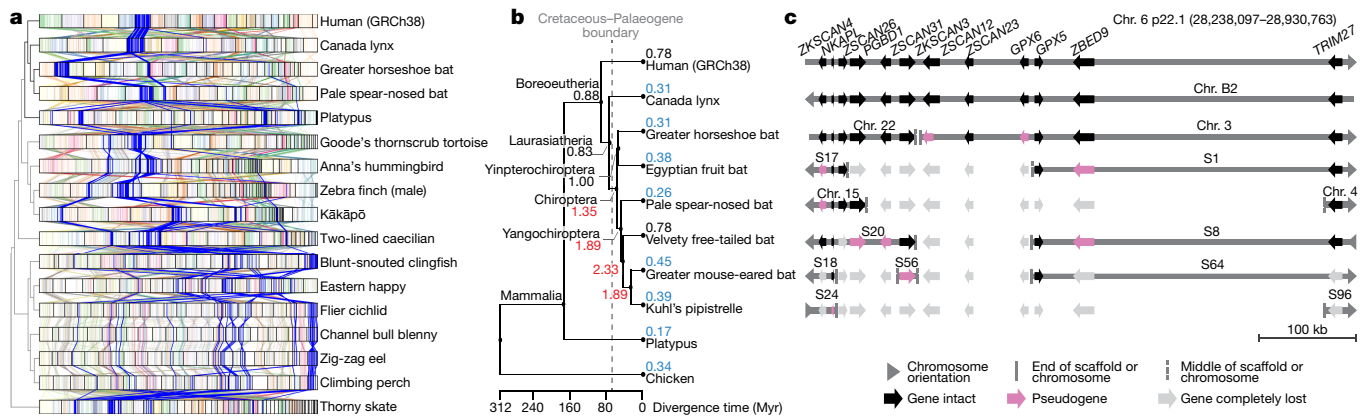 a
Human (GRCh38)
Canada lynx
Greater horseshoe bat
Pale spear-nosed bat
Platypus
Goode's thornscrub tortoise
Anna's hummingbird
Zebra finch (male)
Kākāpō
Two-lined caecilian
Blunt-snouted clingfish
Eastern happy
Flier cichlid
Channel bull blenny
Zig-zag eel
Climbing perch
Thorny skate
b
Cretaceous–Palaeogene
boundary
0.78
Human (GRCh38)
Boreoeutheria
0.88
0.31
Canada lynx
Laurasiatheria
0.83
0.31
Greater horseshoe bat
Yinpterochiroptera
1.00
0.38
Egyptian fruit bat
Chiroptera
1.35
0.26
Pale spear-nosed bat
Yangochiroptera
1.89
0.78
Velvety free-tailed bat
2.33
0.45
Greater mouse-eared bat
1.89
0.39
Kuhl's pipistrelle
Mammalia
0.17
Platypus
0.34
Chicken
312 240 160 80 0 Divergence time (Myr)
c
Chr. 6 p22.1 (28,238,097–28,930,763)
ZKSCAN4
NKAPL
ZSCAN26
PGBD1
ZSCAN31
ZKSCAN3
ZSCAN12
ZSCAN23
GPX6
GPX5
ZBED9
TRIM27
Chr. B2
Chr. 22
Chr. 3
S17
S1
Chr. 15
Chr. 4
S20
S8
S18
S56
S64
S24
S96
100 kb
Chromosome
orientation
End of scaffold or
chromosome
Middle of scaffold or
chromosome
Gene intact
Pseudogene
Gene completely lost